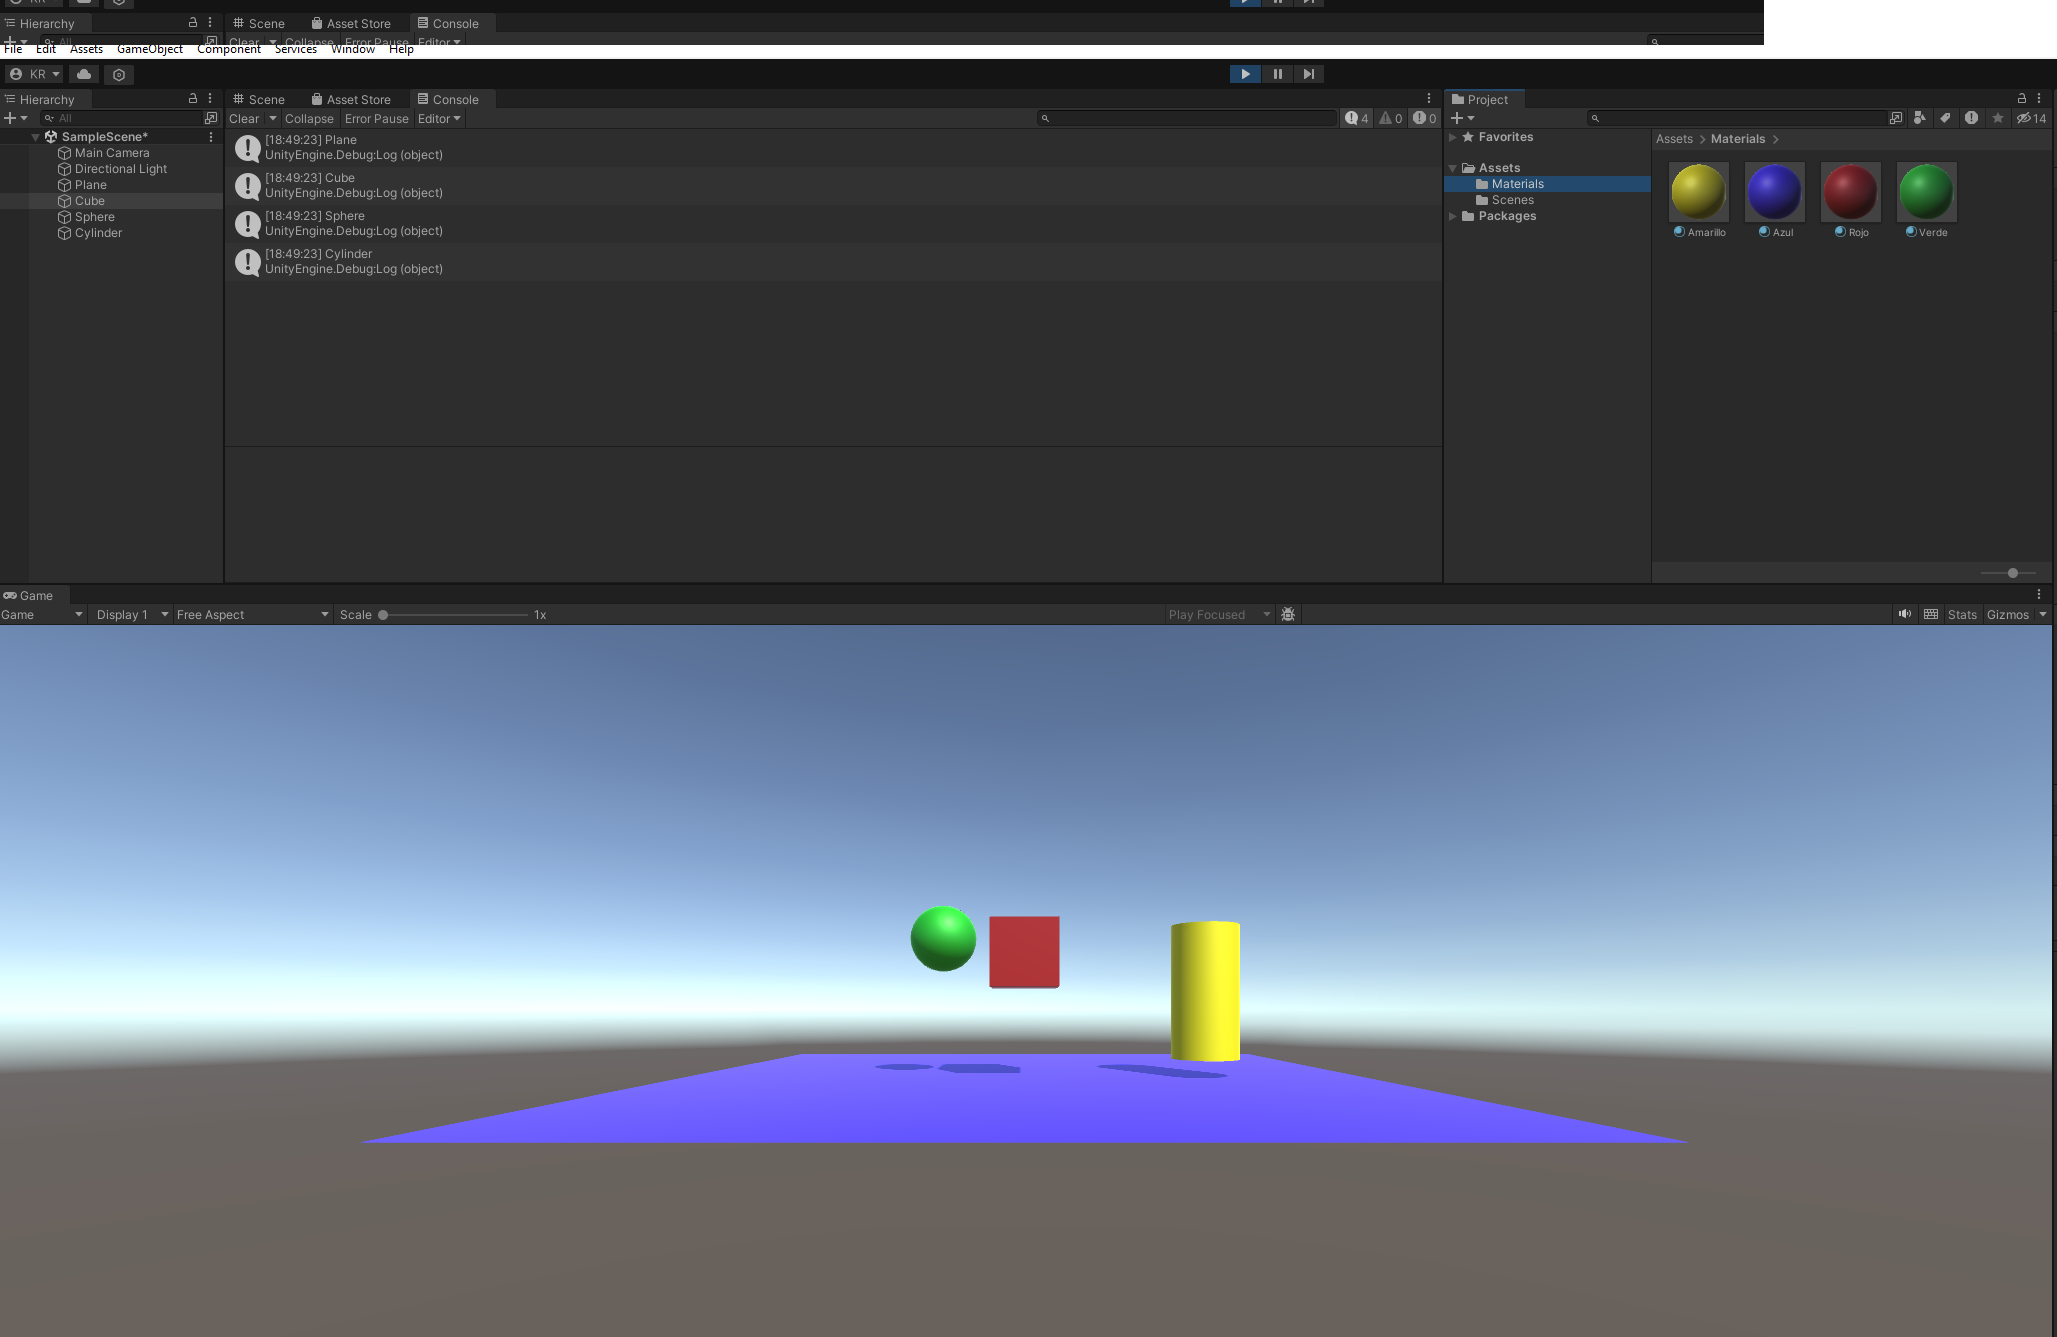 KR
Hierarchy
Scene
Asset Store
Console
All
Clear
Collapse
Error Pause
Editor
File Edit Assets GameObject Component Services Window Help
KR
Hierarchy
All
SampleScene*
Main Camera
Directional Light
Plane
Cube
Sphere
Cylinder
Scene
Asset Store
Console
Clear
Collapse
Error Pause
Editor
4
0
0
[18:49:23] Plane
UnityEngine.Debug:Log (object)
[18:49:23] Cube
UnityEngine.Debug:Log (object)
[18:49:23] Sphere
UnityEngine.Debug:Log (object)
[18:49:23] Cylinder
UnityEngine.Debug:Log (object)
Project
14
Favorites
Assets
Materials
Scenes
Packages
Assets > Materials >
Amarillo
Azul
Rojo
Verde
Game
Game
Display 1
Free Aspect
Scale
1x
Play Focused
Stats
Gizmos